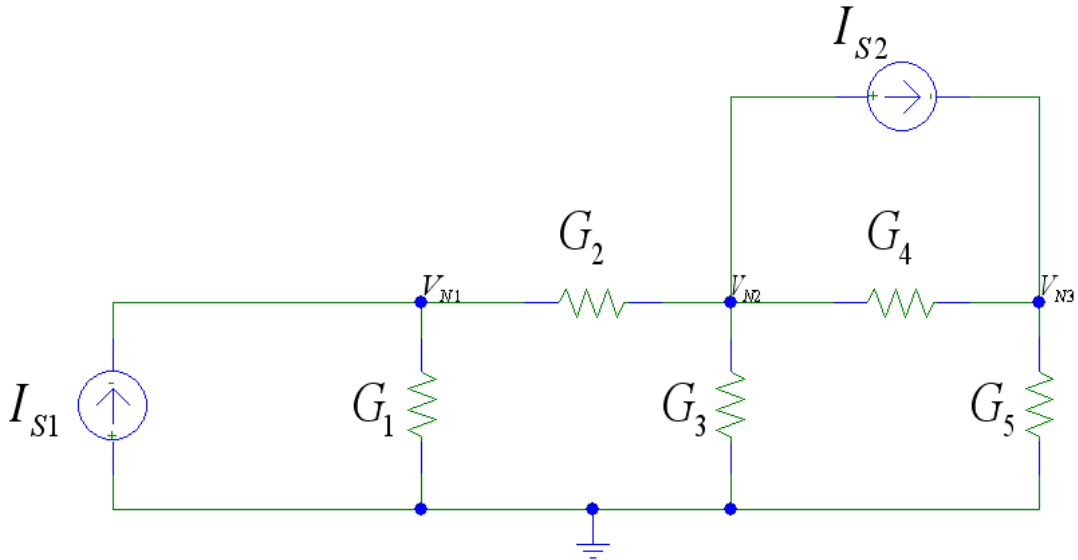 I_S2
+ -
G_2
G_4
V_N1
V_N2
V_N3
I_S1
-
+
G_1
G_3
G_5